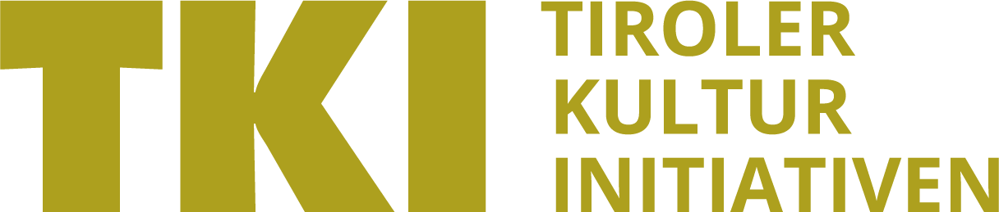 TKI
TIROLER
KULTUR
INITIATIVEN